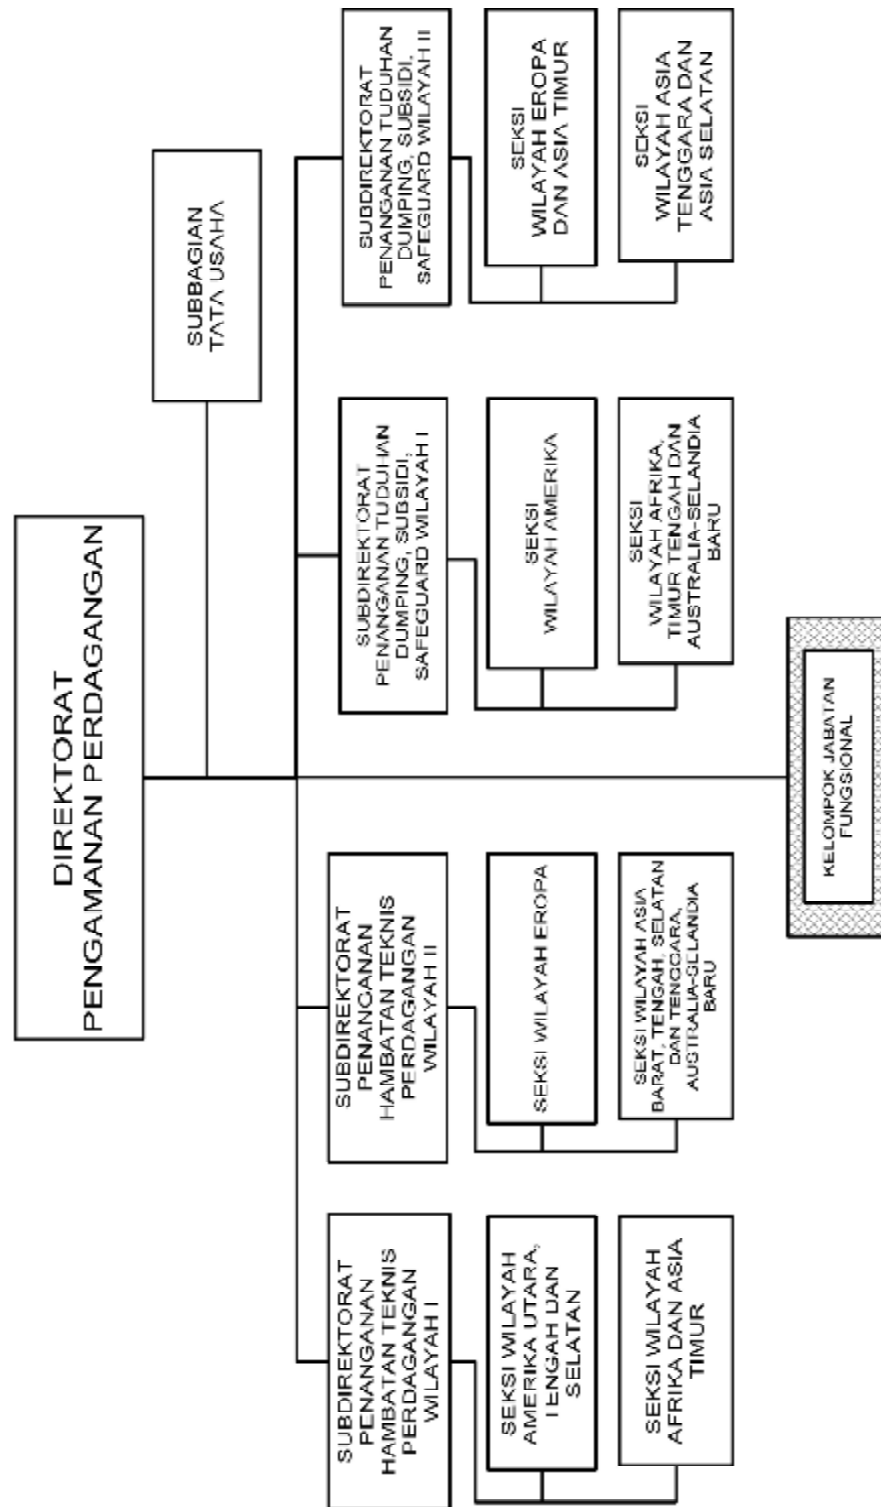 DIREKTORAT
PENGAMANAN PERDAGANGAN
SUBBAGIAN
TATA USAHA
SUBDIREKTORAT
PENANGANAN
HAMBATAN TEKNIS
PERDAGANGAN
WILAYAH I
SUBDIREKTORAT
PENANGANAN
HAMBATAN TEKNIS
PERDAGANGAN
WILAYAH II
SUBDIREKTORAT
PENANGANAN TUDUHAN
DUMPING, SUBSIDI,
SAFEGUARD WILAYAH I
SUBDIREKTORAT
PENANGANAN TUDUHAN
DUMPING, SUBSIDI,
SAFEGUARD WILAYAH II
SEKSI WILAYAH
AMERIKA UTARA,
TENGAH DAN
SELATAN
SEKSI WILAYAH EROPA
SEKSI
WILAYAH AMERIKA
SEKSI
WILAYAH EROPA
DAN ASIA TIMUR
SEKSI WILAYAH
AFRIKA DAN ASIA
TIMUR
SEKSI WILAYAH ASIA
BARAT, TENGAH, SELATAN
DAN TENGGARA,
AUSTRALIA-SELANDIA
BARU
SEKSI
WILAYAH AFRIKA,
TIMUR TENGAH DAN
AUSTRALIA-SELANDIA
BARU
SEKSI
WILAYAH ASIA
TENGGARA DAN
ASIA SELATAN
KELOMPOK JABATAN
FUNGSIONAL